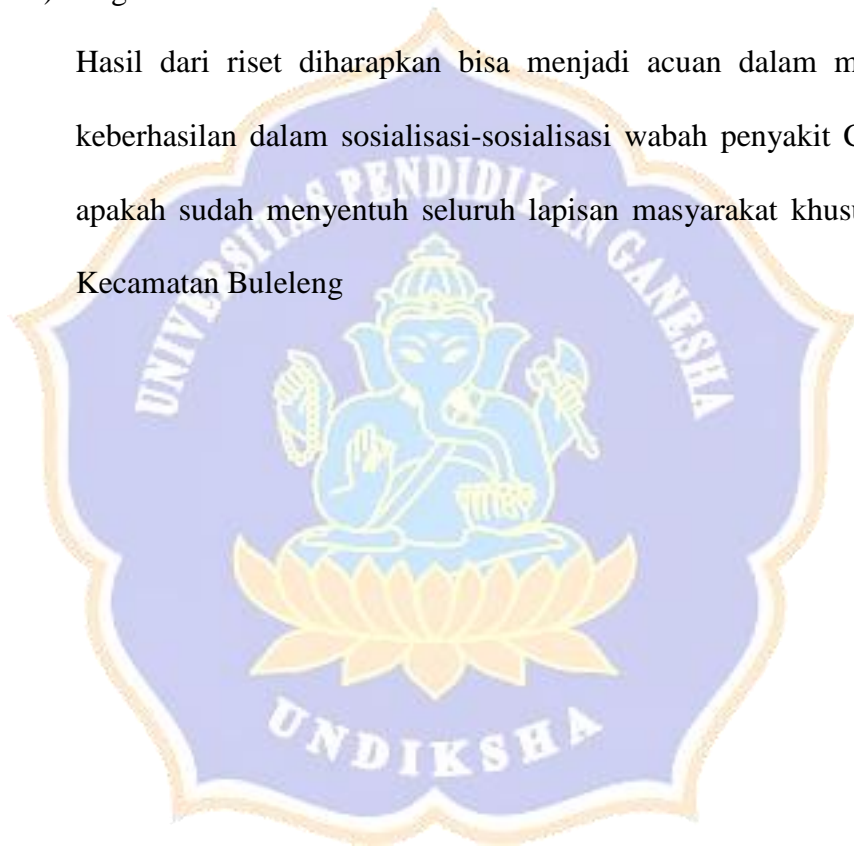 Hasil dari riset diharapkan bisa menjadi acuan dalam
keberhasilan dalam sosialisasi-sosialisasi wabah penyakit
apakah sudah menyentuh seluruh lapisan masyarakat
Kecamatan Buleleng
UNIVERSITAS PENDIDIKAN GANESHA
UNDIKSHA